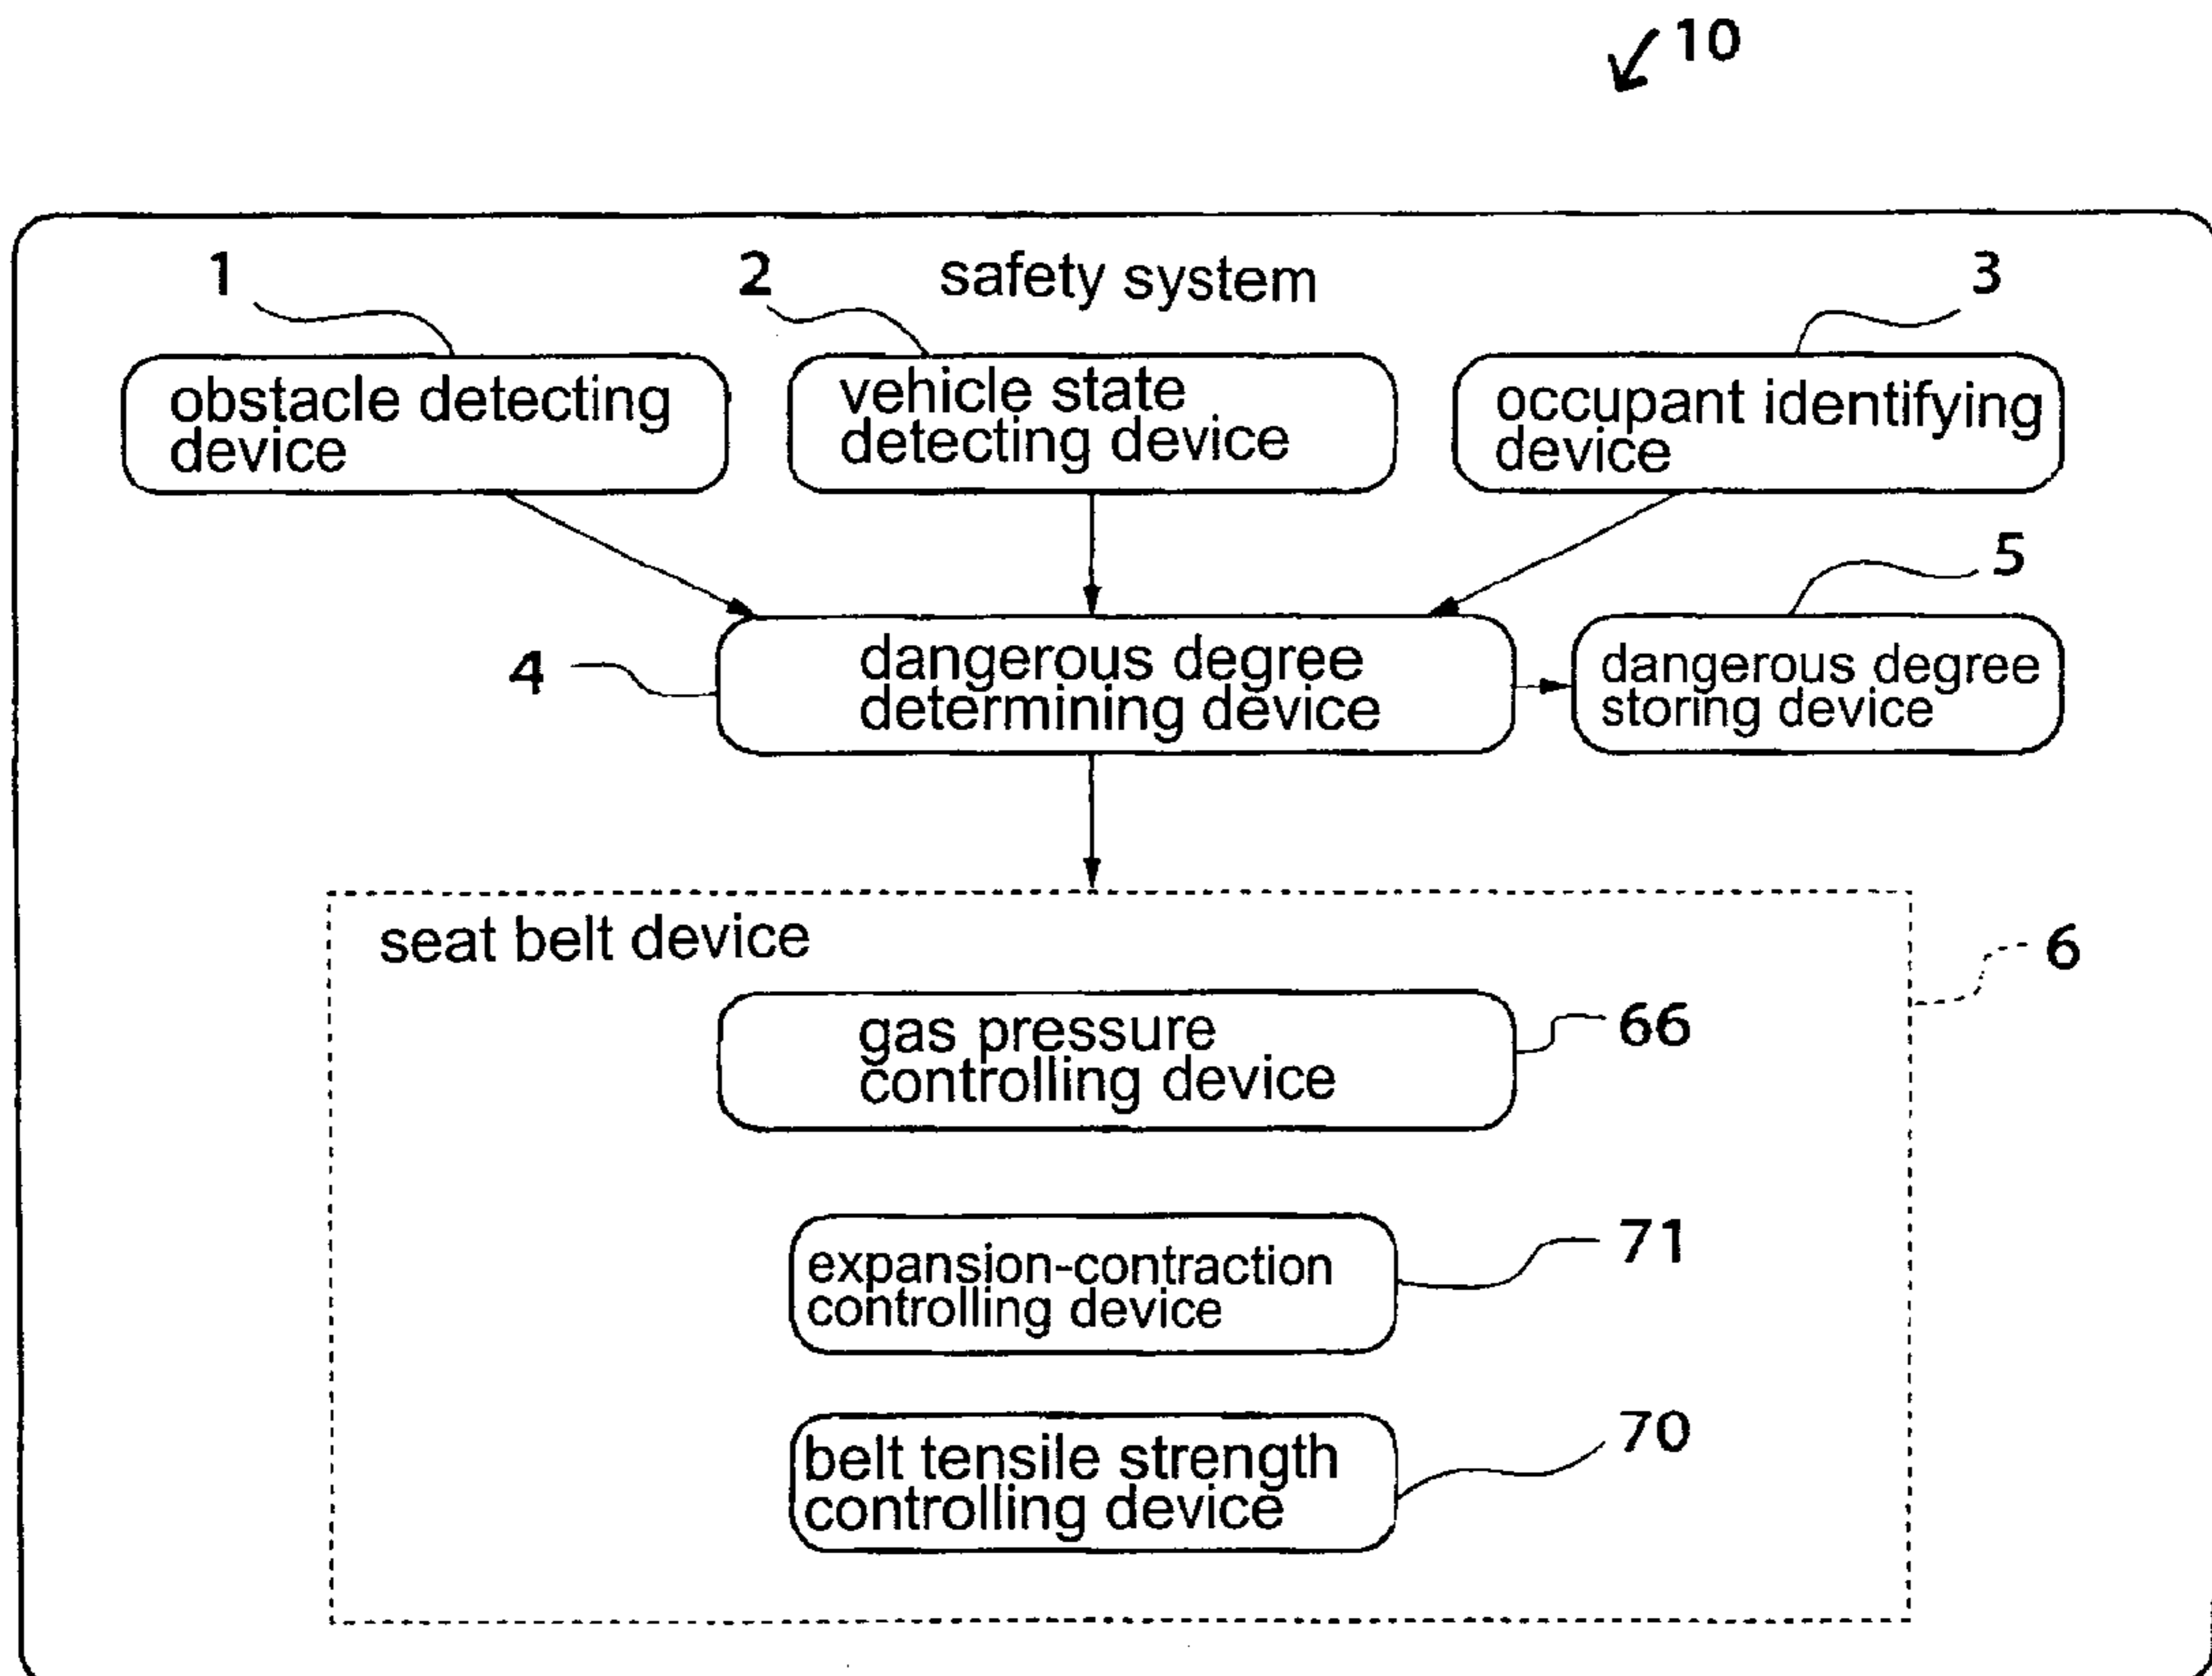 10
safety system
1
2
3
obstacle detecting
device
vehicle state
detecting device
occupant identifying
device
5
4
dangerous degree
determining device
dangerous degree
storing device
seat belt device
6
gas pressure
controlling device
66
expansion-contraction
controlling device
71
belt tensile strength
controlling device
70